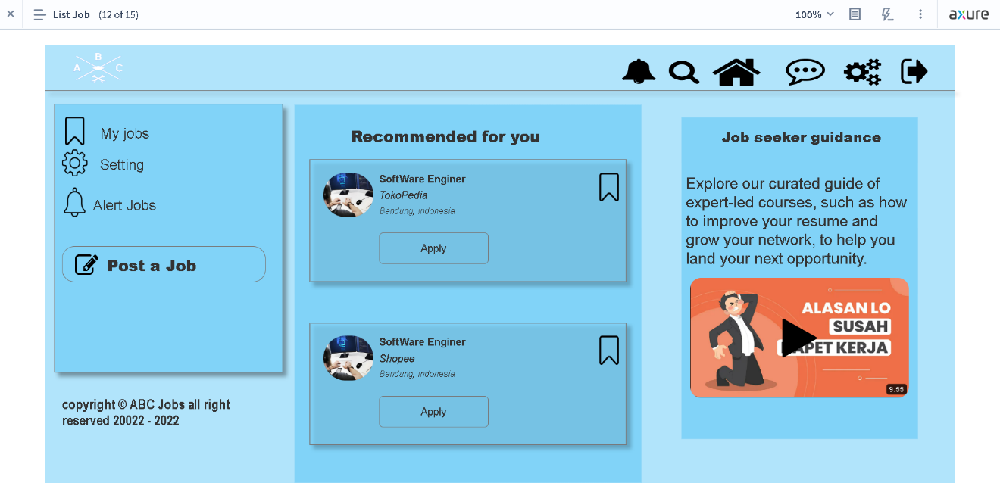 List Job (12 of 15)
100%
axure
B
A C
My jobs
Setting
Alert Jobs
Post a Job
copyright © ABC Jobs all right
reserved 20022 - 2022
Recommended for you
SoftWare Enginer
TokoPedia
Bandung, indonesia
Apply
SoftWare Enginer
Shopee
Bandung, indonesia
Apply
Job seeker guidance
Explore our curated guide of
expert-led courses, such as how
to improve your resume and
grow your network, to help you
land your next opportunity.
ALASAN LO
SUSAH
KERJA
9.55